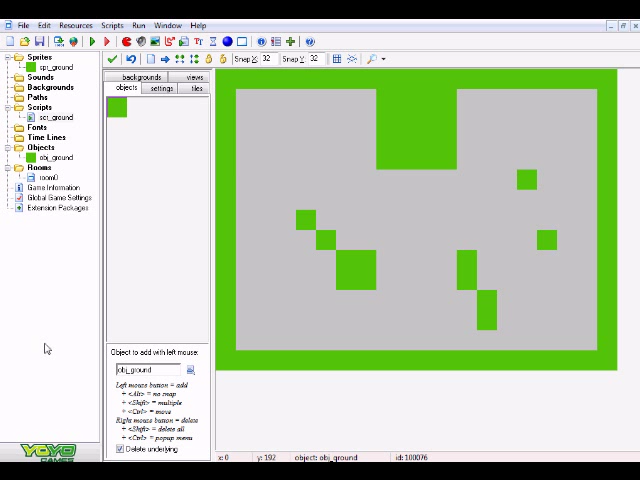 File Edit Resources Scripts Run Window Help
Snap X: 32 Snap Y: 32
Sprites
spr_ground
Sounds
Backgrounds
Paths
Scripts
scr_ground
Fonts
Time Lines
Objects
obj_ground
Rooms
room0
Game Information
Global Game Settings
Extension Packages
backgrounds views
objects settings tiles
Object to add with left mouse:
obj_ground
Left mouse button = add
+ <Alt> = no snap
+ <Shift> = multiple
+ <Ctrl> = move
Right mouse button = delete
+ <Shift> = delete all
+ <Ctrl> = popup menu
Delete underlying
YOYO
GAMES
x: 0 y: 192 object: obj_ground id: 100076